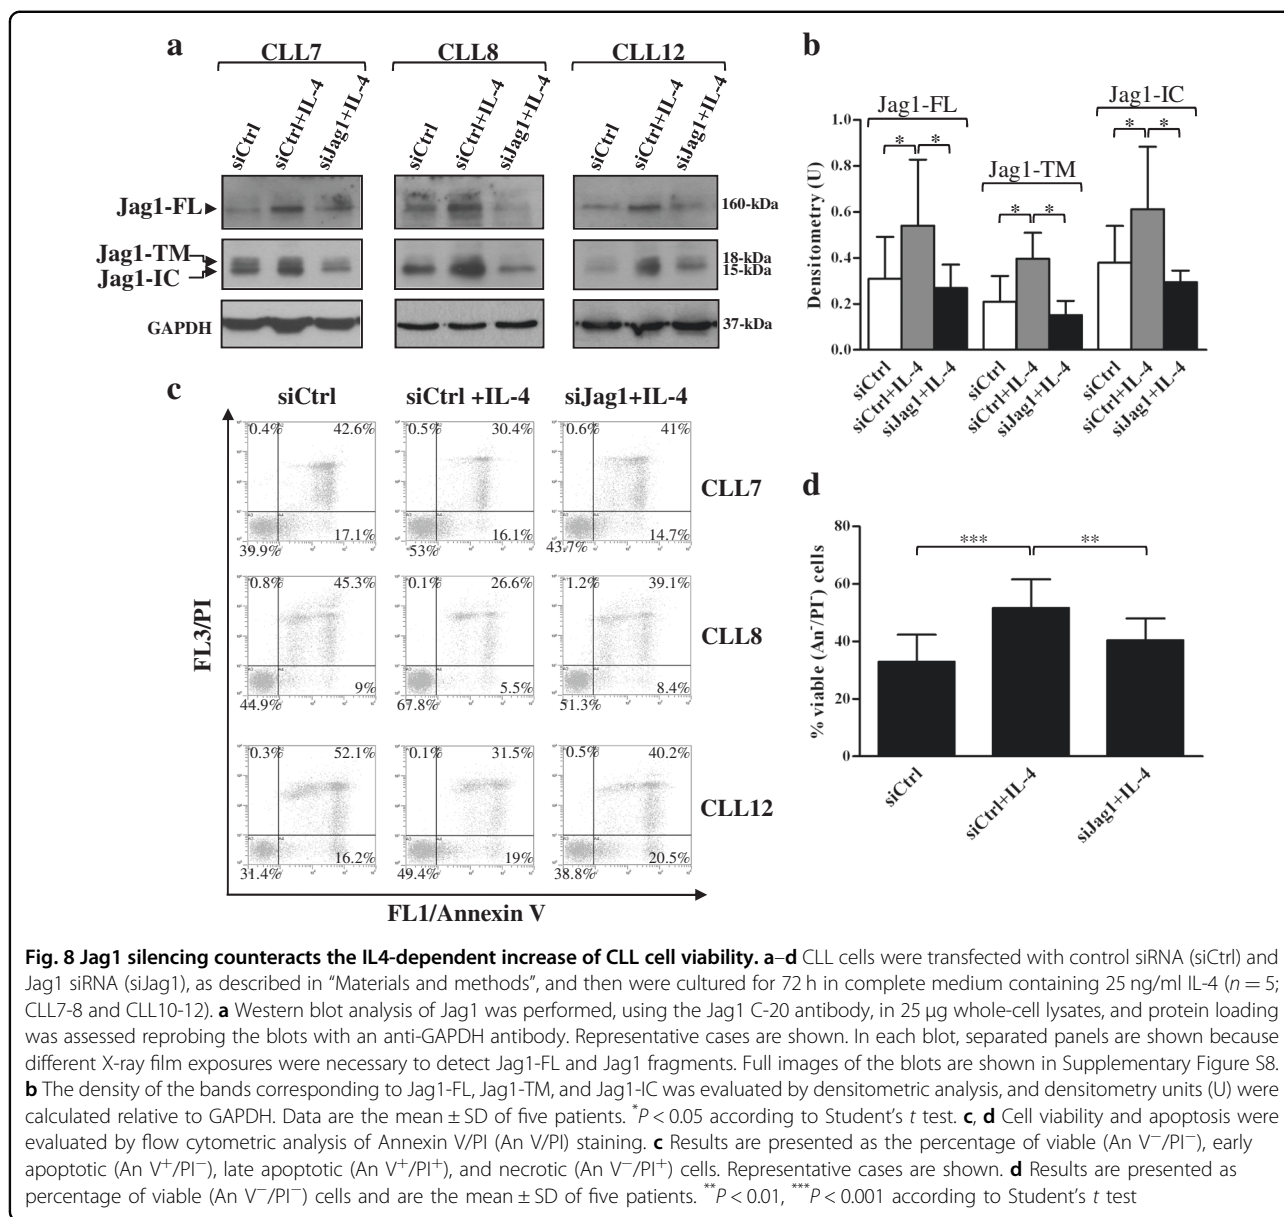 a
CLL7
CLL8
CLL12
siCtrl
siCtrl+IL-4
siJag1+IL-4
siCtrl
siCtrl+IL-4
siJag1+IL-4
siCtrl
siCtrl+IL-4
siJag1+IL-4
Jag1-FL
160-kDa
Jag1-TM
18-kDa
Jag1-IC
15-kDa
GAPDH
37-kDa
b
Jag1-FL
Jag1-TM
Jag1-IC
* * * * * *
Densitometry (U)
1.0
0.8
0.6
0.4
0.2
0.0
siCtrl
siCtrl+IL-4
siJag1+IL-4
siCtrl
siCtrl+IL-4
siJag1+IL-4
siCtrl
siCtrl+IL-4
siJag1+IL-4
c
siCtrl
siCtrl +IL-4
siJag1+IL-4
0.4% 42.6%
0.5% 30.4%
0.6% 41%
CLL7
17.1%
16.1%
14.7%
39.9%
53%
43.7%
0.8% 45.3%
0.1% 26.6%
1.2% 39.1%
CLL8
9%
5.5%
8.4%
44.9%
67.8%
51.3%
0.3% 52.1%
0.1% 31.5%
0.5% 40.2%
CLL12
16.2%
19%
20.5%
31.4%
49.4%
38.8%
FL3/PI
FL1/Annexin V
d
*** **
% viable (An⁻/PI⁻) cells
80
60
40
20
0
siCtrl
siCtrl+IL-4
siJag1+IL-4
Fig. 8 Jag1 silencing counteracts the IL4-dependent increase of CLL cell viability. a–d CLL cells were transfected with control siRNA (siCtrl) and
Jag1 siRNA (siJag1), as described in “Materials and methods”, and then were cultured for 72 h in complete medium containing 25 ng/ml IL-4 (n = 5;
CLL7-8 and CLL10-12). a Western blot analysis of Jag1 was performed, using the Jag1 C-20 antibody, in 25 µg whole-cell lysates, and protein loading
was assessed reprobing the blots with an anti-GAPDH antibody. Representative cases are shown. In each blot, separated panels are shown because
different X-ray film exposures were necessary to detect Jag1-FL and Jag1 fragments. Full images of the blots are shown in Supplementary Figure S8.
b The density of the bands corresponding to Jag1-FL, Jag1-TM, and Jag1-IC was evaluated by densitometric analysis, and densitometry units (U) were
calculated relative to GAPDH. Data are the mean ± SD of five patients. *P < 0.05 according to Student’s t test. c, d Cell viability and apoptosis were
evaluated by flow cytometric analysis of Annexin V/PI (An V/PI) staining. c Results are presented as the percentage of viable (An V⁻/PI⁻), early
apoptotic (An V⁺/PI⁻), late apoptotic (An V⁺/PI⁺), and necrotic (An V⁻/PI⁺) cells. Representative cases are shown. d Results are presented as
percentage of viable (An V⁻/PI⁻) cells and are the mean ± SD of five patients. **P < 0.01, ***P < 0.001 according to Student’s t test